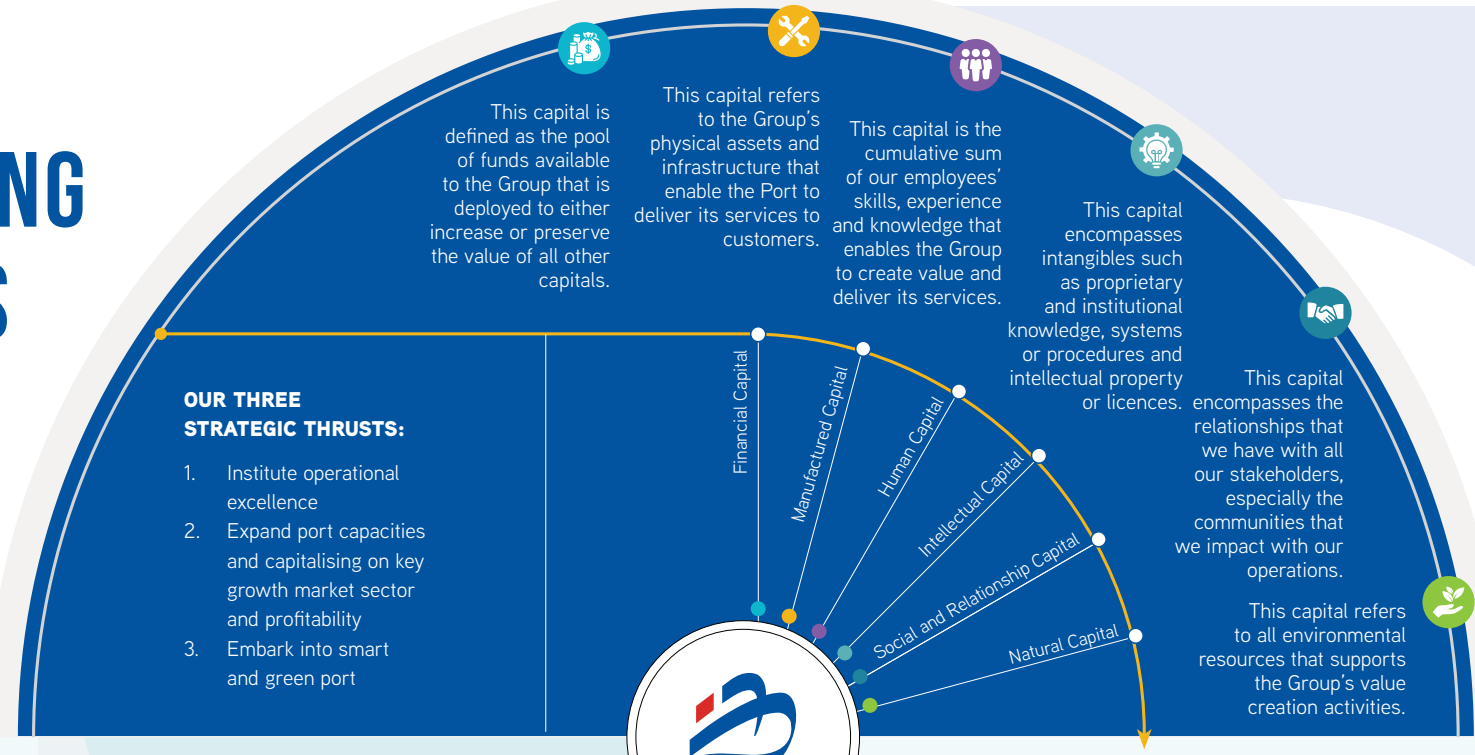 NG
S
This capital is
defined as the pool
of funds available
to the Group that is
deployed to either
increase or preserve
the value of all other
capitals.
This capital refers
to the Group's
physical assets and
infrastructure that
enable the Port to
deliver its services to
customers.
This capital is the
cumulative sum
of our employees'
skills, experience
and knowledge that
enables the Group
to create value and
deliver its services.
This capital
encompasses
intangibles such
as proprietary
and institutional
knowledge, systems
or procedures and
intellectual property
or licences.
This capital
encompasses the
relationships that
we have with all
our stakeholders,
especially the
communities that
we impact with our
operations.
This capital refers
to all environmental
resources that supports
the Group's value
creation activities.
OUR THREE
STRATEGIC THRUSTS:
1. Institute operational
excellence
2. Expand port capacities
and capitalising on key
growth market sector
and profitability
3. Embark into smart
and green port
Financial Capital
Manufactured Capital
Human Capital
Intellectual Capital
Social and Relationship Capital
Natural Capital